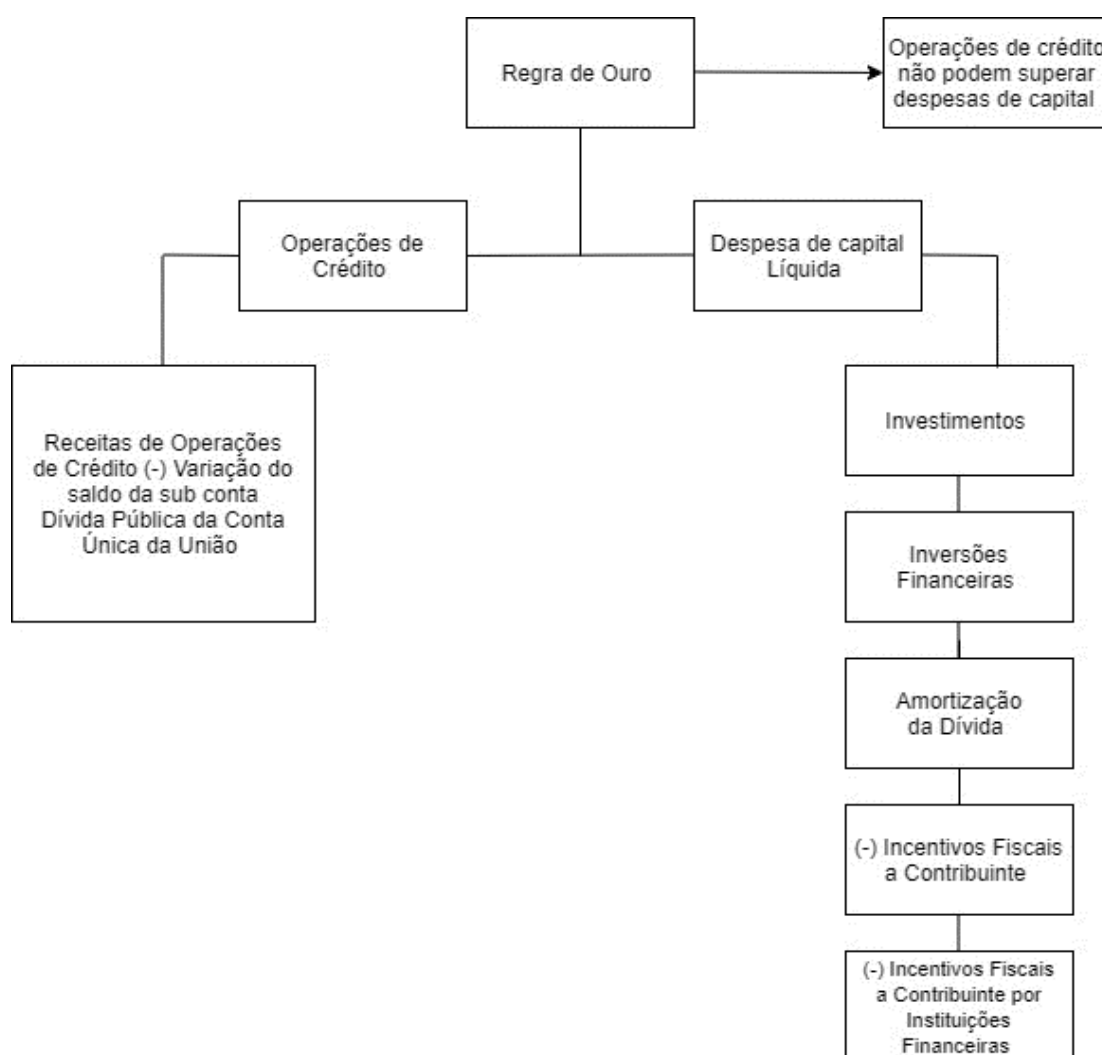 Regra de Ouro
Operações de crédito
não podem superar
despesas de capital
Operações de
Crédito
Despesa de capital
Líquida
Receitas de Operações
de Crédito (-) Variação do
saldo da sub conta
Dívida Pública da Conta
Única da União
Investimentos
Inversões
Financeiras
Amortização
da Dívida
(-) Incentivos Fiscais
a Contribuinte
(-) Incentivos Fiscais
a Contribuinte por
Instituições
Financeiras